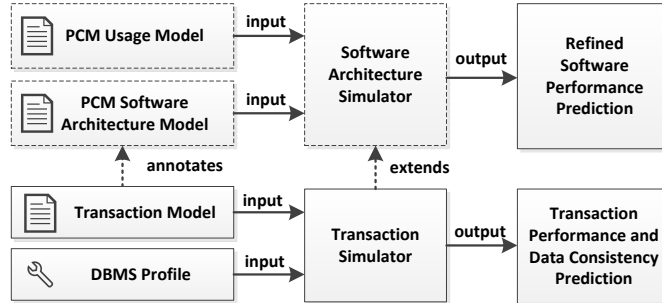 PCM Usage Model
input
Software
Architecture
Simulator
output
Refined
Software
Performance
Prediction
PCM Software
Architecture Model
input
annotates
extends
Transaction Model
input
Transaction
Simulator
output
Transaction
Performance and
Data Consistency
Prediction
DBMS Profile
input